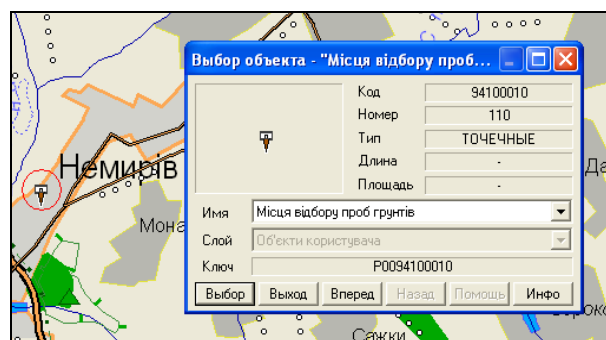 Выбор объекта - "Місця відбору проб...
Код 94100010
Номер 110
Тип ТОЧЕЧНЫЕ
Длина -
Площадь -
Имя Місця відбору проб грунтів
Слой Об'єкти користувача
Ключ P0094100010
Выбор Выход Вперед Назад Помощь Инфо
Немирів
Мона
Да
Сажки